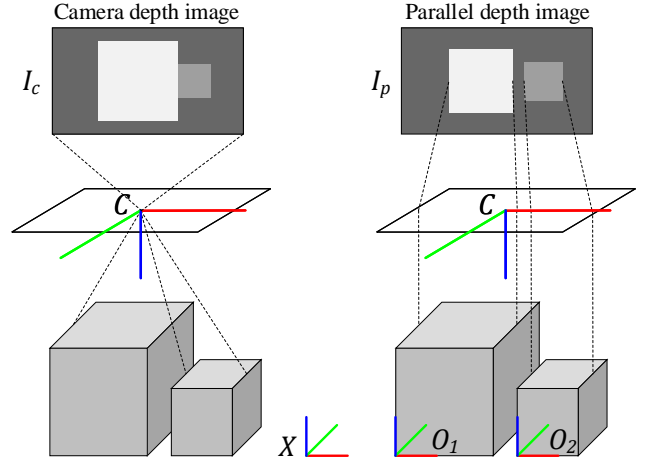 Camera depth image
Parallel depth image
I_c
I_p
C
C
X
O_1
O_2